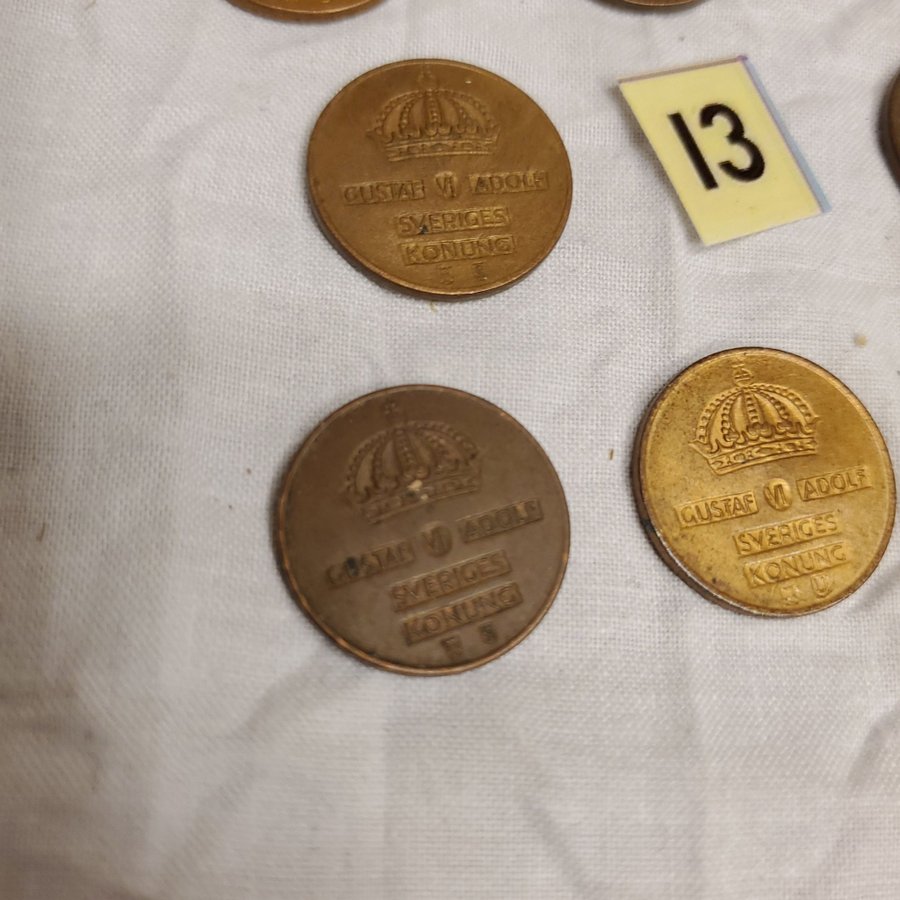 GUSTAF VI ADOLF
SVERIGES
KONUNG
13
GUSTAF VI ADOLF
SVERIGES
KONUNG
GUSTAF VI ADOLF
SVERIGES
KONUNG
T U